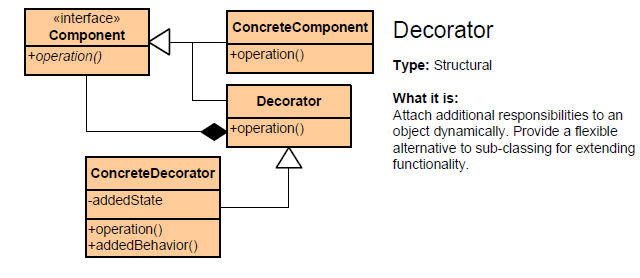 «interface»
Component
+operation()
ConcreteComponent
+operation()
Decorator
+operation()
ConcreteDecorator
-addedState
+operation()
+addedBehavior()
Decorator
Type: Structural
What it is:
Attach additional responsibilities to an
object dynamically. Provide a flexible
alternative to sub-classing for extending
functionality.